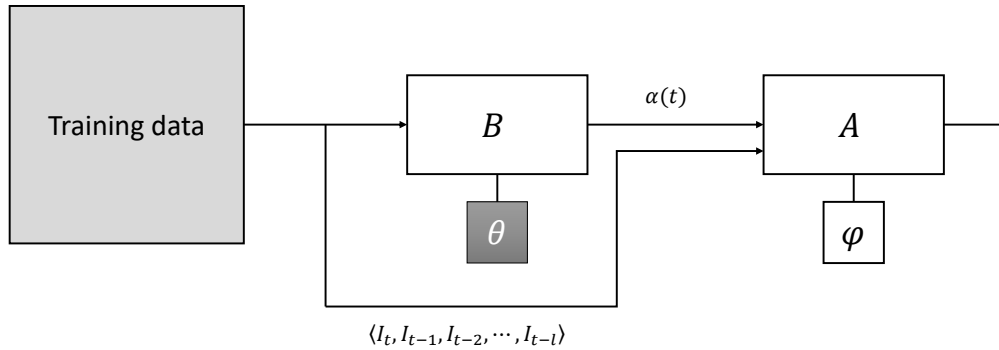 Training data
B
α(t)
A
θ
φ
⟨I_t, I_{t−1}, I_{t−2}, ⋯, I_{t−l}⟩